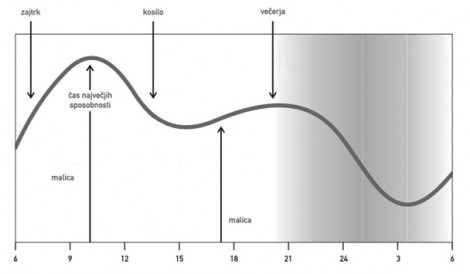 zajtrk
kosilo
večerja
čas največjih
sposobnosti
malica
malica
6 9 12 15 18 21 24 3 6